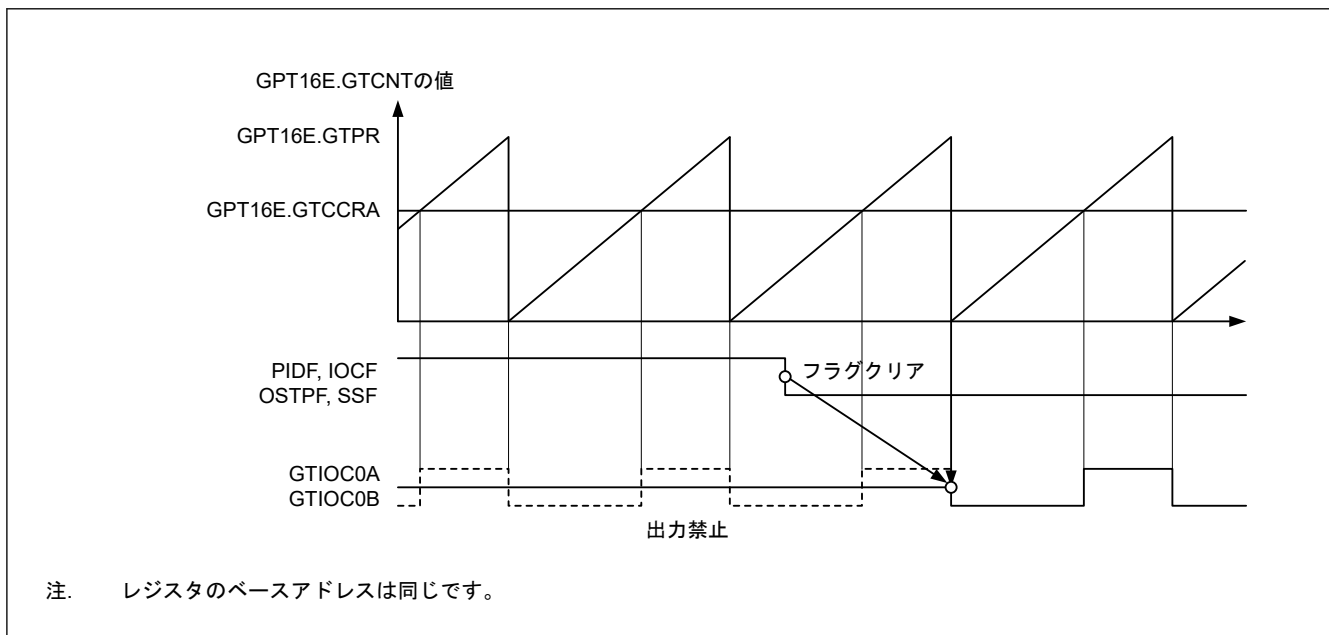 GPT16E.GTCNTの値
GPT16E.GTPR
GPT16E.GTCCRA
PIDF, IOCF
OSTPF, SSF
フラグクリア
GTIOC0A
GTIOC0B
出力禁止
注. レジスタのベースアドレスは同じです。